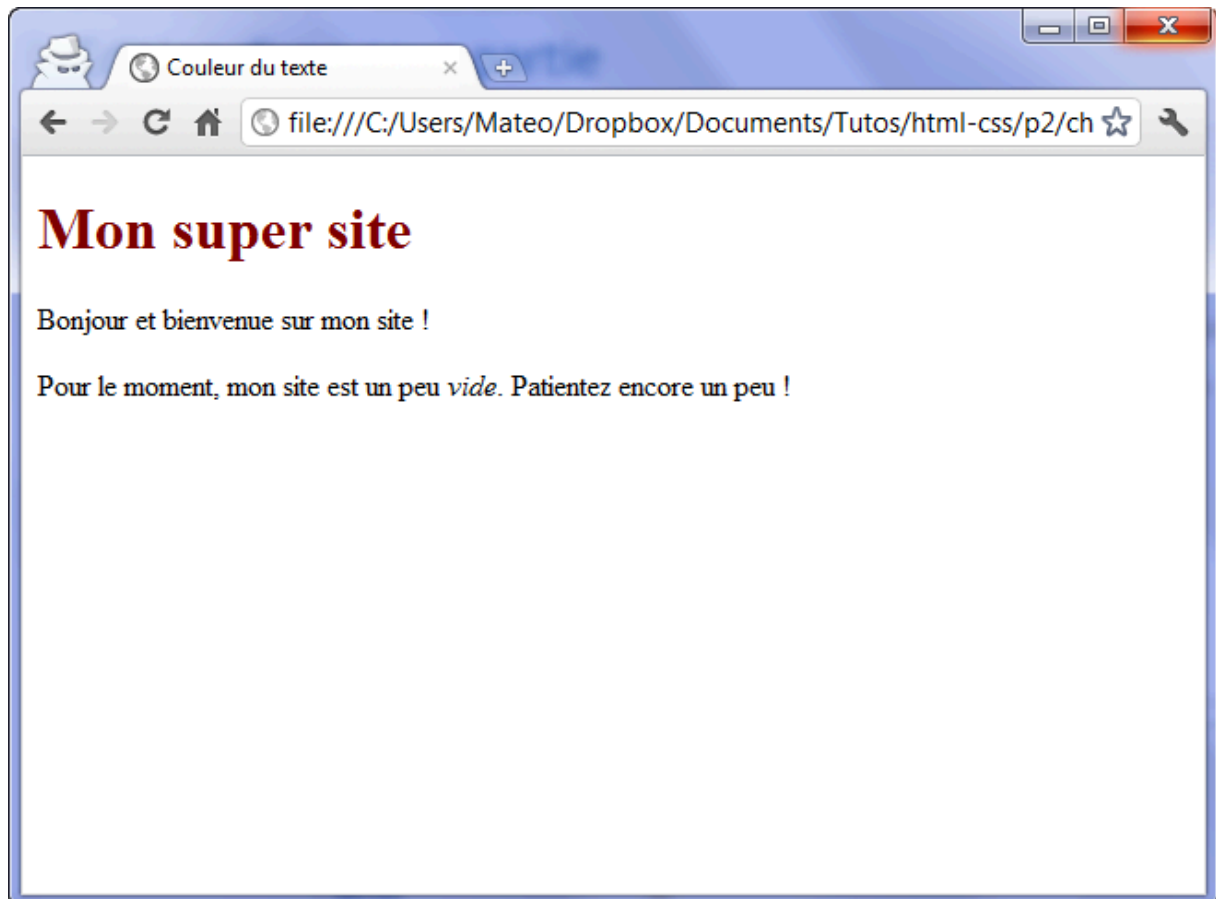 Couleur du texte
file:///C:/Users/Mateo/Dropbox/Documents/Tutos/html-css/p2/ch
Mon super site
Bonjour et bienvenue sur mon site !
Pour le moment, mon site est un peu vide. Patientez encore un peu !